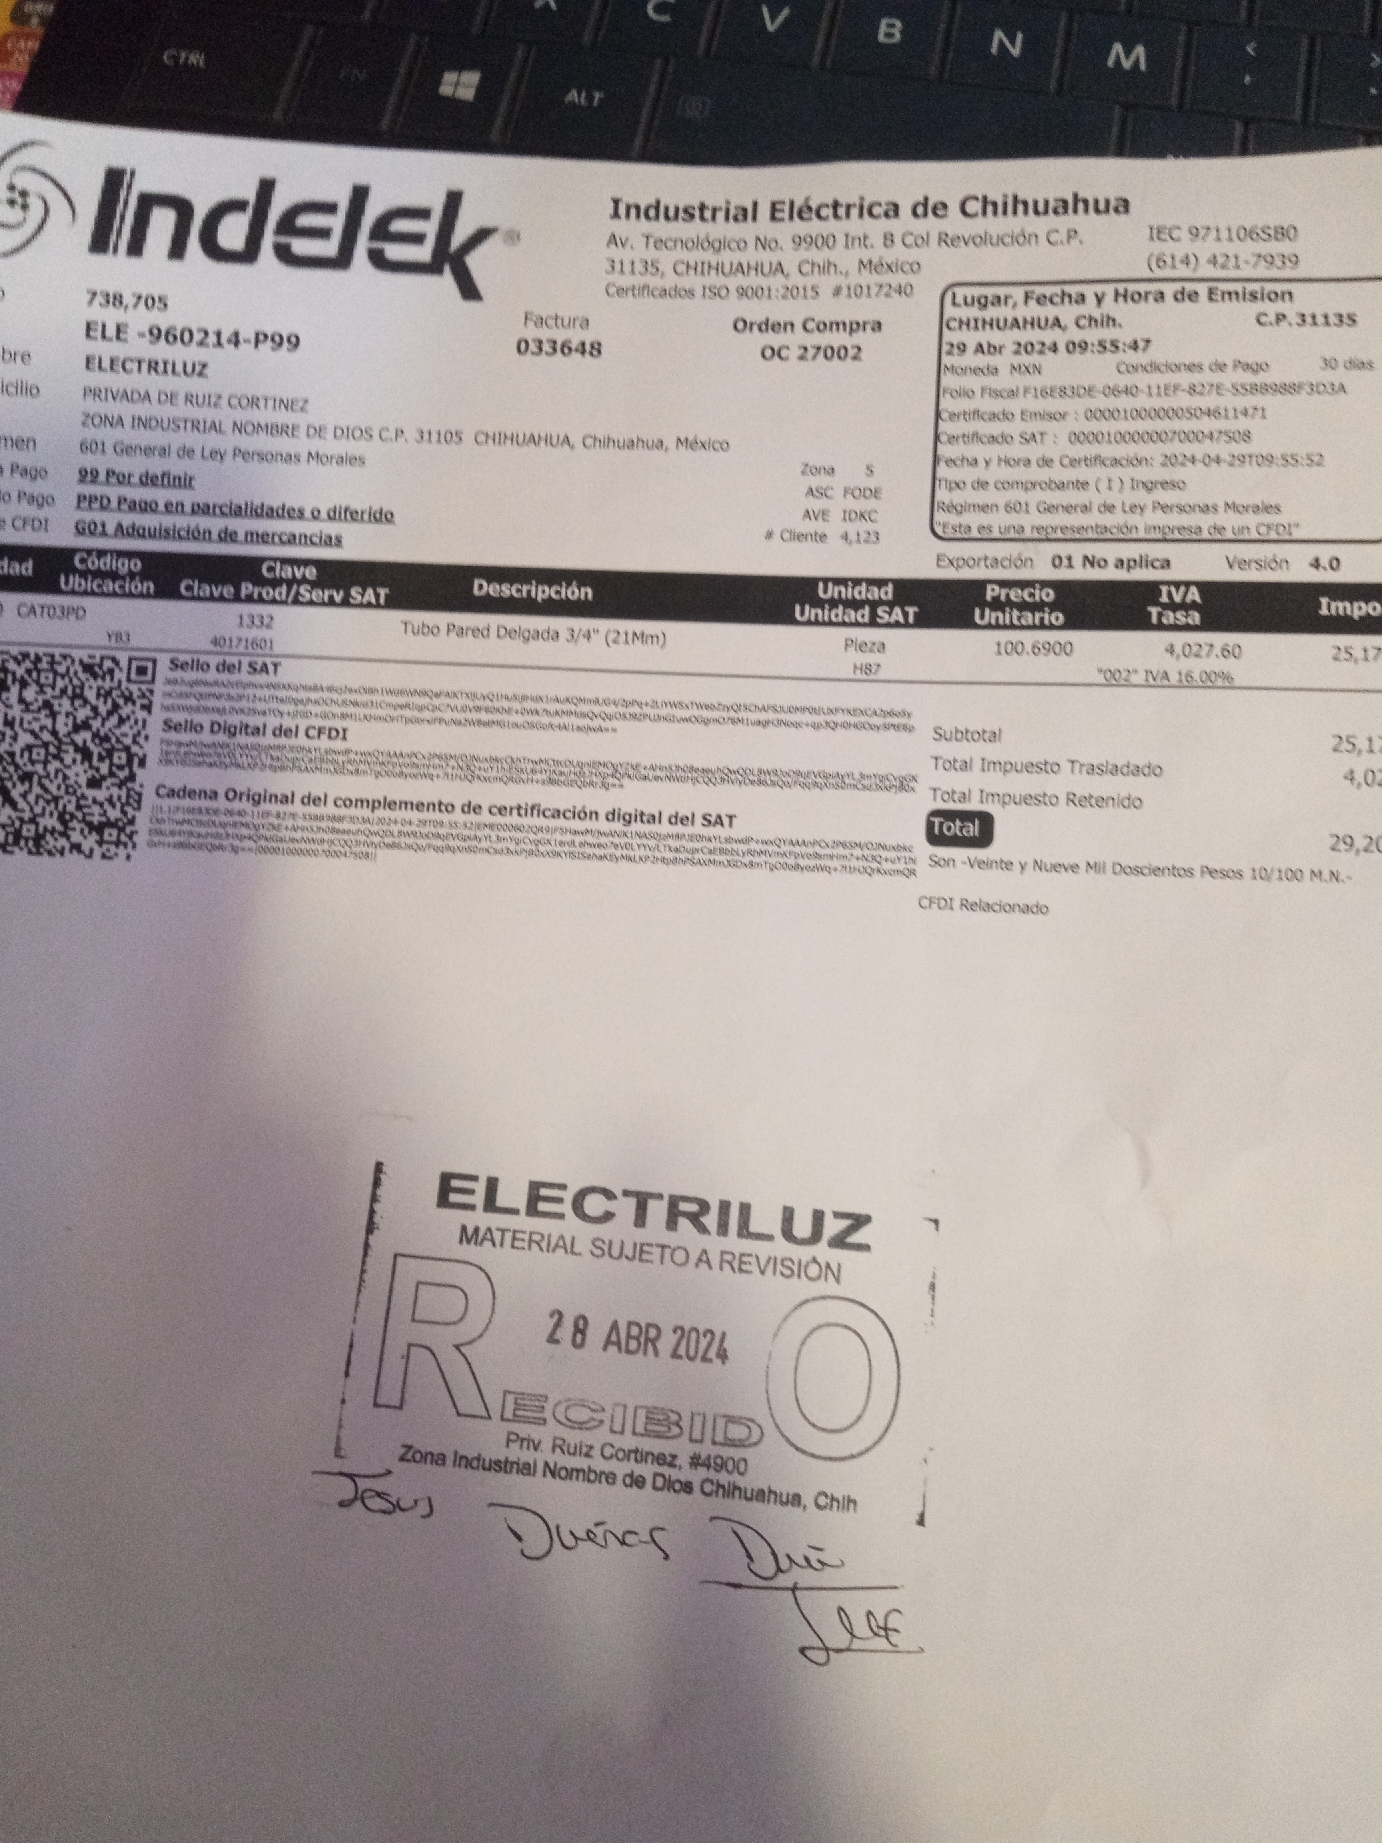 CTRL
FN
ALT
C
V
B
N
M
Indelek®
Industrial Eléctrica de Chihuahua
Av. Tecnológico No. 9900 Int. B Col Revolución C.P.
31135, CHIHUAHUA, Chih., México
Certificados ISO 9001:2015 #1017240
IEC 971106SB0
(614) 421-7939
738,705
ELE -960214-P99
bre ELECTRILUZ
icilio PRIVADA DE RUIZ CORTINEZ
ZONA INDUSTRIAL NOMBRE DE DIOS C.P. 31105 CHIHUAHUA, Chihuahua, México
men 601 General de Ley Personas Morales
Pago 99 Por definir
o Pago PPD Pago en parcialidades o diferido
e CFDI G01 Adquisición de mercancias
Factura
033648
Orden Compra
OC 27002
Zona S
ASC FODE
AVE IDKC
# Cliente 4,123
Lugar, Fecha y Hora de Emision
CHIHUAHUA, Chih. C.P.31135
29 Abr 2024 09:55:47
Moneda MXN Condiciones de Pago 30 días
Folio Fiscal F16E83DE-0640-11EF-827E-55BB988F3D3A
Certificado Emisor : 00001000000504611471
Certificado SAT : 00001000000700047508
Fecha y Hora de Certificación: 2024-04-29T09:55:52
Tipo de comprobante ( I ) Ingreso
Régimen 601 General de Ley Personas Morales
"Esta es una representación impresa de un CFDI"
Exportación 01 No aplica Versión 4.0
dad Código Clave Descripción Unidad Precio IVA Impo
Ubicación Clave Prod/Serv SAT Unidad SAT Unitario Tasa
CAT03PD 1332 Tubo Pared Delgada 3/4" (21Mm) Pieza 100.6900 4,027.60 25,17
YB3 40171601 H87 "002" IVA 16.00%
Sello del SAT
Sello Digital del CFDI
Cadena Original del complemento de certificación digital del SAT
Subtotal 25,17
Total Impuesto Trasladado 4,02
Total Impuesto Retenido
Total 29,20
Son -Veinte y Nueve Mil Doscientos Pesos 10/100 M.N.-
CFDI Relacionado
ELECTRILUZ
MATERIAL SUJETO A REVISIÓN
28 ABR 2024
RECIBIDO
Priv. Ruiz Cortinez, #4900
Zona Industrial Nombre de Dios Chihuahua, Chih
Jesus Dueñas